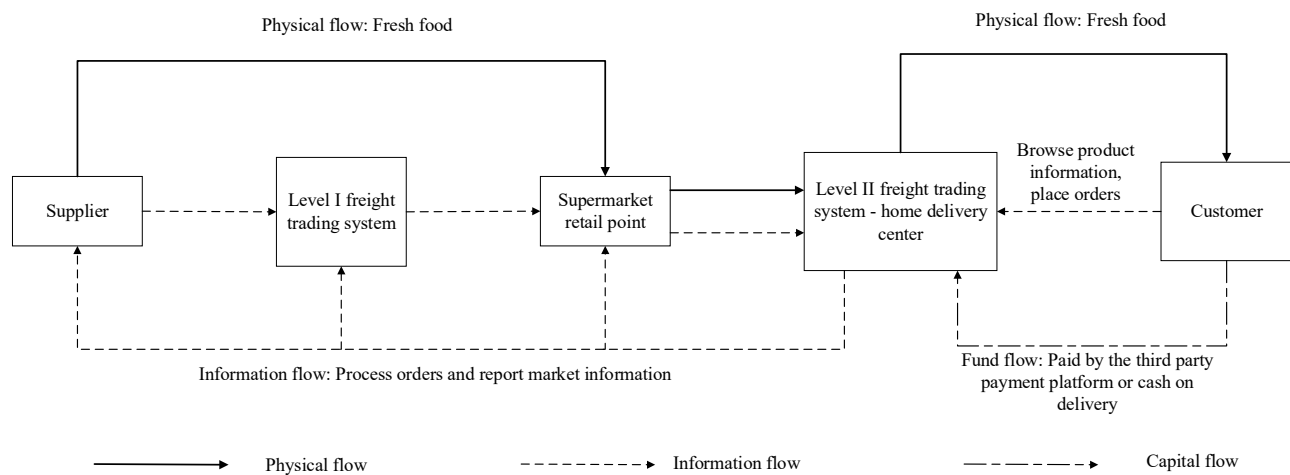 Physical flow: Fresh food
Physical flow: Fresh food
Supplier
Level I freight
trading system
Supermarket
retail point
Level II freight trading
system - home delivery
center
Browse product
information,
place orders
Customer
Information flow: Process orders and report market information
Fund flow: Paid by the third party
payment platform or cash on
delivery
Physical flow
Information flow
Capital flow